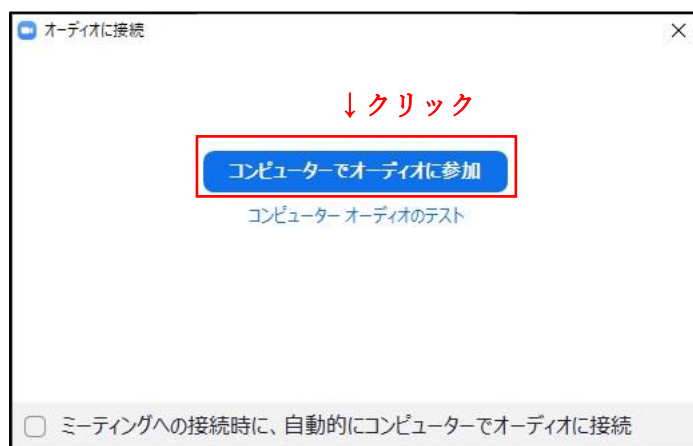 オーディオに接続
↓クリック
コンピューターでオーディオに参加
コンピューター オーディオのテスト
ミーティングへの接続時に、自動的にコンピューターでオーディオに接続